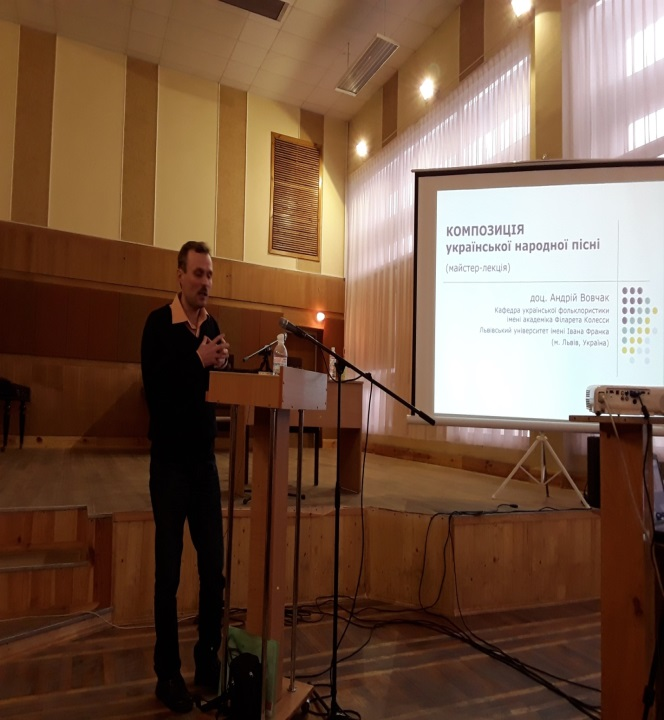 КОМПОЗИЦІЯ
української народної пісні
(майстер-лекція)
доц. Андрій Вовчак
Кафедра української фольклористики
імені академіка Філарета Колесси
Львівський університет імені Івана Франка
(м. Львів, Україна)